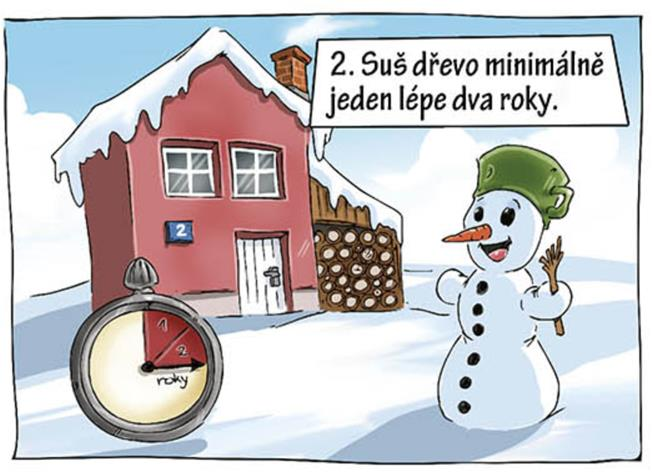 2. Suš dřevo minimálně
jeden lépe dva roky.
2
1
2
roky